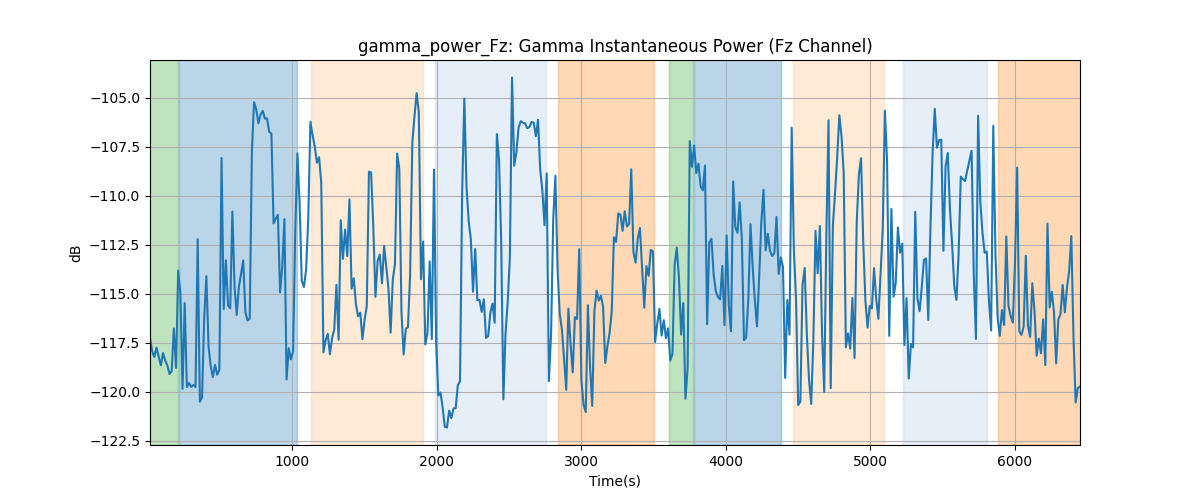 gamma_power_Fz: Gamma Instantaneous Power (Fz Channel)
dB
−105.0
−107.5
−110.0
−112.5
−115.0
−117.5
−120.0
−122.5
1000 2000 3000 4000 5000 6000
Time(s)